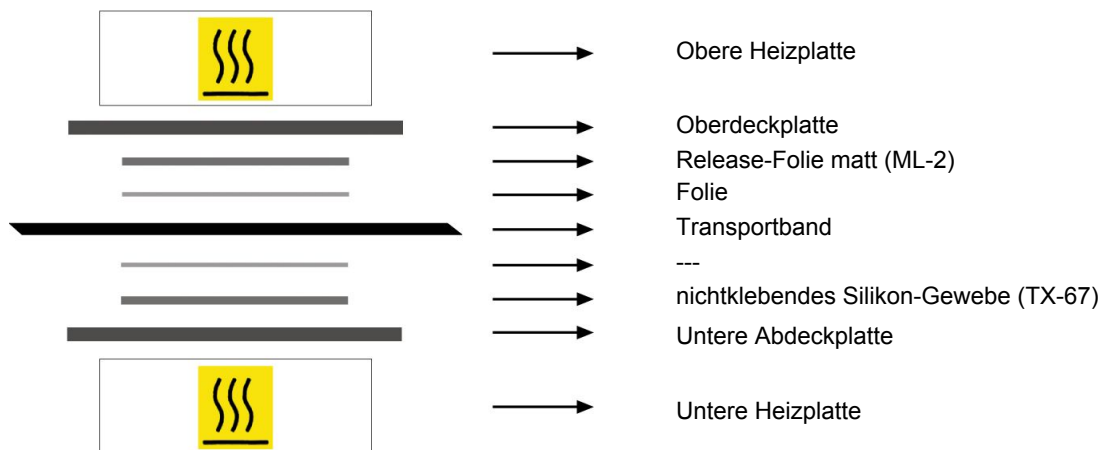 Obere Heizplatte
Oberdeckplatte
Release-Folie matt (ML-2)
Folie
Transportband
---
nichtklebendes Silikon-Gewebe (TX-67)
Untere Abdeckplatte
Untere Heizplatte